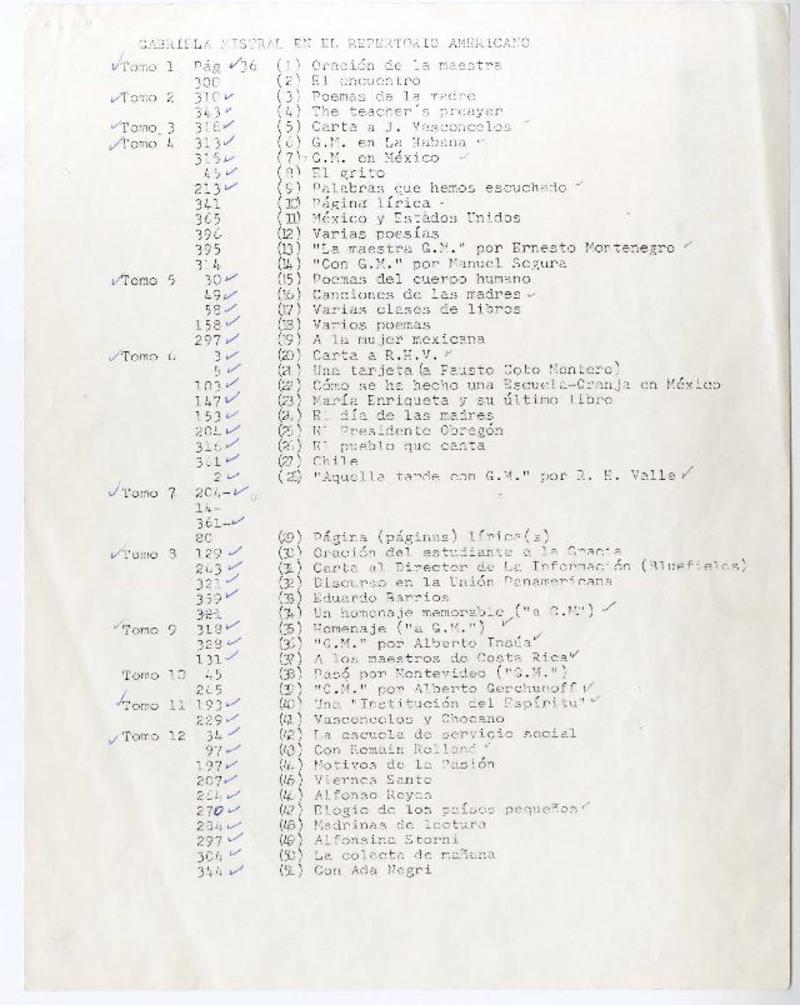 GABRIELA MISTRAL EN EL REPERTORIO AMERICANO
✓Tomo 1 Pág ✓36 (1) Oración de la maestra
300 (2) El encuentro
✓Tomo 2 310✓ (3) Poemas de la madre
343✓ (4) The teacher's preayer
✓Tomo 3 318✓ (5) Carta a J. Vasconcelos ✓
✓Tomo 4 313✓ (6) G.M. en La Habana ✓
315✓ (7) G.M. en México ✓
45✓ (8) El grito
213✓ (9) Palabras que hemos escuchado ✓
341 (10) Página lírica -
365 (11) México y Estados Unidos
396 (12) Varias poesías
395 (13) "La maestra G.M." por Ernesto Montenegro ✓
314 (14) "Con G.M." por Manuel Segura
✓Tomo 5 30✓ (15) Poemas del cuerpo humano
49✓ (16) Canciones de las madres ✓
58✓ (17) Varias clases de libros
158✓ (18) Varios poemas
297✓ (19) A la mujer mexicana
✓Tomo 6 3✓ (20) Carta a R.H.V. ✓
5✓ (21) Una tarjeta (a Fausto Coto Montero)
103✓ (22) Cómo se ha hecho una Escuela-Granja en México
147✓ (23) María Enriqueta y su último libro
153✓ (24) El día de las madres
204✓ (25) El Presidente Obregón
316✓ (26) El pueblo que canta
361✓ (27) Chile
2✓ (28) "Aquella tarde con G.M." por R. H. Valle ✓
✓Tomo 7 204-✓
14-
361-✓
80 (29) Página (páginas) lírica(s)
✓Tomo 8 129✓ (30) Oración del estudiante a la Gracia
263✓ (31) Carta al Director de La Información (Bluefields)
321✓ (32) Discurso en la Unión Panamericana
359✓ (33) Eduardo Barrios
381 (34) Un homenaje memorable ("a G.M") ✓
✓Tomo 9 318✓ (35) Homenaje ("a G.M.") ✓
328✓ (36) "G.M." por Alberto Insúa✓
131✓ (37) A los maestros de Costa Rica✓
Tomo 10 45 (38) Pasó por Montevideo ("G.M.")
265 (39) "G.M." por Alberto Gerchunoff ✓
✓Tomo 11 193✓ (40) Una "Institución del Espíritu" ✓
229✓ (41) Vasconcelos y Chocano
✓Tomo 12 34✓ (42) La escuela de servicio social
97✓ (43) Con Romain Rolland ✓
197✓ (44) Motivos de la Pasión
207✓ (45) Viernes Santo
264✓ (46) Alfonso Reyes
270✓ (47) Elogio de los países pequeños ✓
284✓ (48) Madrinas de lectura
297✓ (49) Alfonsina Storni
304✓ (50) La colecta de mañana
344✓ (51) Con Ada Negri